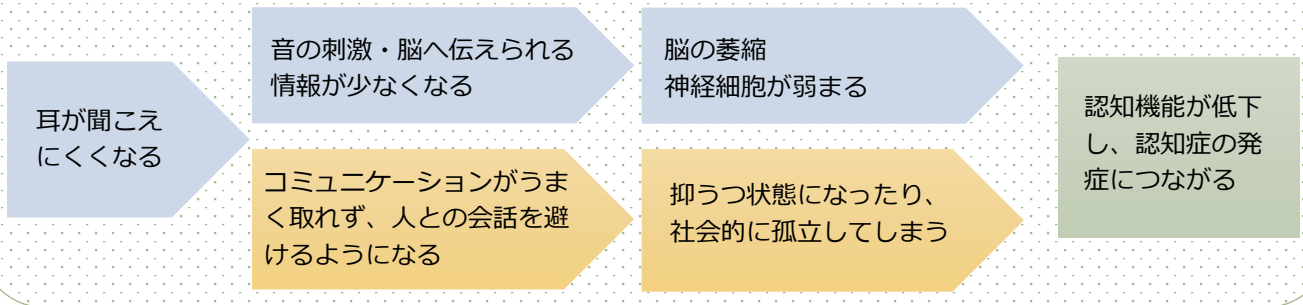 耳が聞こえ
にくくなる
音の刺激・脳へ伝えられる
情報が少なくなる
脳の萎縮
神経細胞が弱まる
コミュニケーションがうま
く取れず、人との会話を避
けるようになる
抑うつ状態になったり、
社会的に孤立してしまう
認知機能が低下
し、認知症の発
症につながる